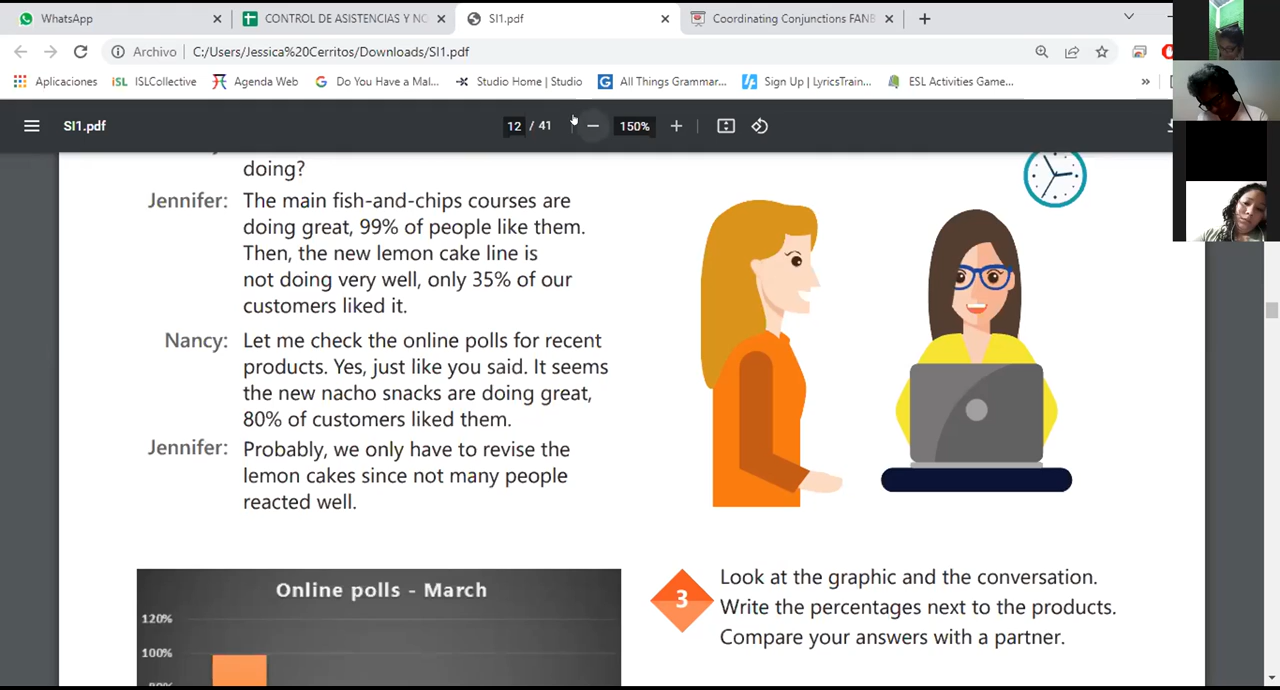 WhatsApp
CONTROL DE ASISTENCIAS Y NO
SI1.pdf
Coordinating Conjunctions FANB
Archivo
C:/Users/Jessica%20Cerritos/Downloads/SI1.pdf
Aplicaciones
iSL ISLCollective
Agenda Web
Do You Have a Mal...
Studio Home | Studio
All Things Grammar...
Sign Up | LyricsTrain...
ESL Activities Game...
»
SI1.pdf
12 / 41
150%
doing?
Jennifer: The main fish-and-chips courses are
doing great, 99% of people like them.
Then, the new lemon cake line is
not doing very well, only 35% of our
customers liked it.
Nancy: Let me check the online polls for recent
products. Yes, just like you said. It seems
the new nacho snacks are doing great,
80% of customers liked them.
Jennifer: Probably, we only have to revise the
lemon cakes since not many people
reacted well.
Online polls - March
120%
100%
80%
3
Look at the graphic and the conversation.
Write the percentages next to the products.
Compare your answers with a partner.